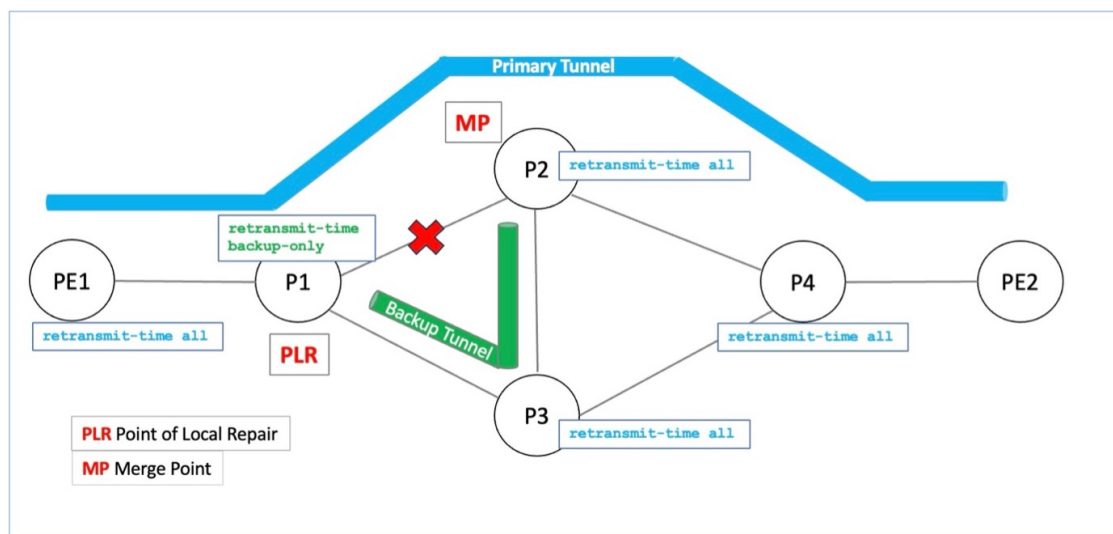 Primary Tunnel
MP
P2
retransmit-time all
retransmit-time
backup-only
PE1
P1
P4
PE2
Backup Tunnel
retransmit-time all
retransmit-time all
PLR
P3
PLR Point of Local Repair
retransmit-time all
MP Merge Point